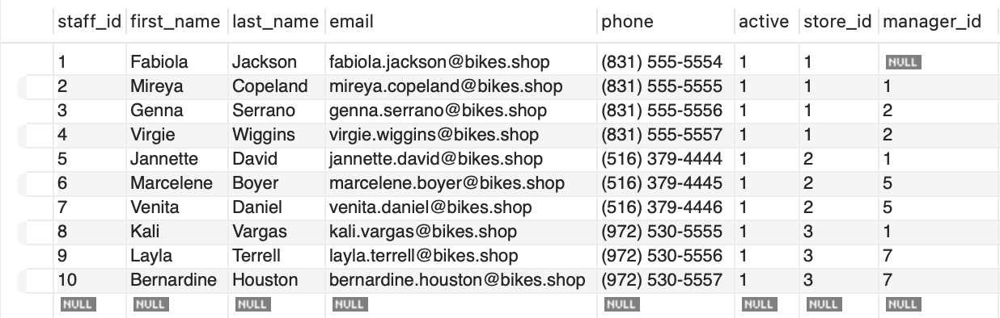 staff_id first_name last_name email phone active store_id manager_id
1 Fabiola Jackson fabiola.jackson@bikes.shop (831) 555-5554 1 1 NULL
2 Mireya Copeland mireya.copeland@bikes.shop (831) 555-5555 1 1 1
3 Genna Serrano genna.serrano@bikes.shop (831) 555-5556 1 1 2
4 Virgie Wiggins virgie.wiggins@bikes.shop (831) 555-5557 1 1 2
5 Jannette David jannette.david@bikes.shop (516) 379-4444 1 2 1
6 Marcelene Boyer marcelene.boyer@bikes.shop (516) 379-4445 1 2 5
7 Venita Daniel venita.daniel@bikes.shop (516) 379-4446 1 2 5
8 Kali Vargas kali.vargas@bikes.shop (972) 530-5555 1 3 1
9 Layla Terrell layla.terrell@bikes.shop (972) 530-5556 1 3 7
10 Bernardine Houston bernardine.houston@bikes.shop (972) 530-5557 1 3 7
NULL NULL NULL NULL NULL NULL NULL NULL